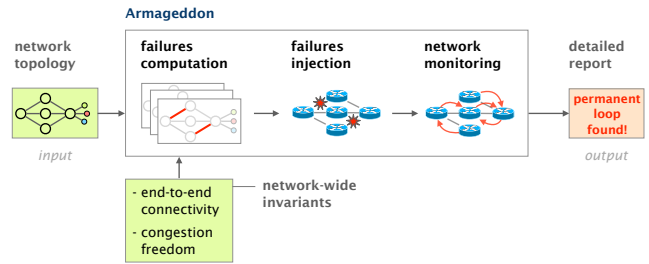 Armageddon
network
topology
failures
computation
failures
injection
network
monitoring
detailed
report
permanent
loop
found!
input
output
- end-to-end
connectivity
- congestion
freedom
network-wide
invariants